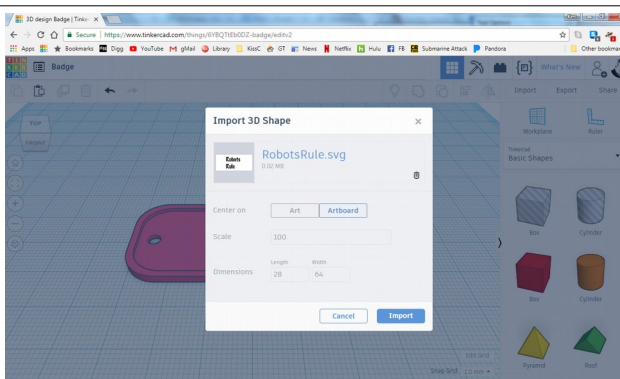 3D design Badge | Tinker
Secure | https://www.tinkercad.com/things/6YBQTtEb0DZ-badge/editv2
Apps Bookmarks Digg YouTube M gMail Library KissC GT News Netflix Hulu FB Submarine Attack Pandora Other bookmar
TIN KER CAD Badge What's New
Import Export Share
TOP
FRONT
Workplane Ruler
Tinkercad
Basic Shapes
Import 3D Shape
Robots
Rule
RobotsRule.svg
0.02 MB
Center on Art Artboard
Scale 100
Length Width
Dimensions 28 64
Cancel Import
Box Cylinder
Box Cylinder
Pyramid Roof
Edit Grid
Snap Grid 1.0 mm